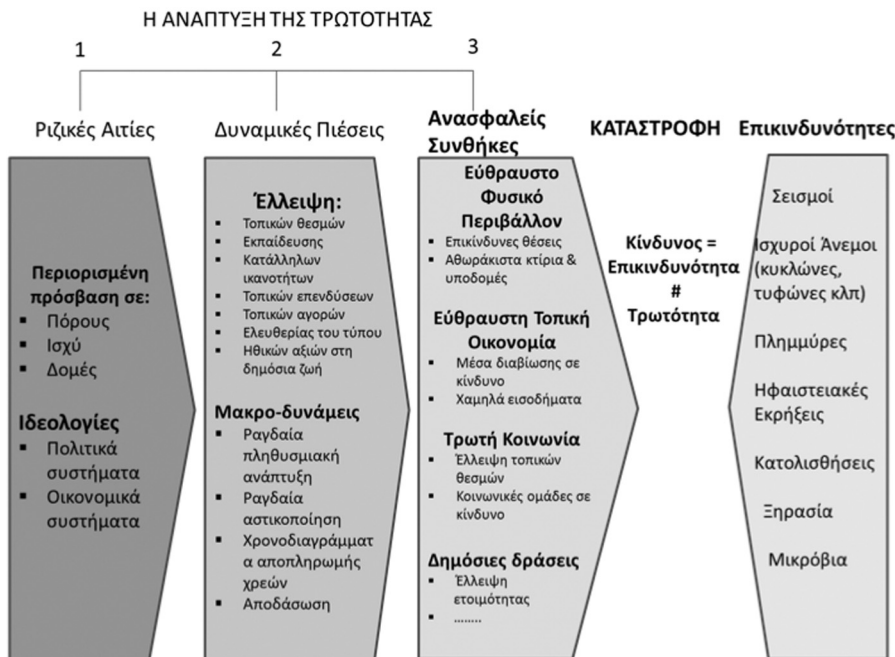 Η ΑΝΑΠΤΥΞΗ ΤΗΣ ΤΡΩΤΟΤΗΤΑΣ
1
2
3
Ριζικές Αιτίες
Περιορισμένη
πρόσβαση σε:
▪ Πόρους
▪ Ισχύ
▪ Δομές
Ιδεολογίες
▪ Πολιτικά
συστήματα
▪ Οικονομικά
συστήματα
Δυναμικές Πιέσεις
Έλλειψη:
▪ Τοπικών θεσμών
▪ Εκπαίδευσης
▪ Κατάλληλων
ικανοτήτων
▪ Τοπικών επενδύσεων
▪ Τοπικών αγορών
▪ Ελευθερίας του τύπου
▪ Ηθικών αξιών στη
δημόσια ζωή
Μακρο-δυνάμεις
▪ Ραγδαία
πληθυσμιακή
ανάπτυξη
▪ Ραγδαία
αστικοποίηση
▪ Χρονοδιαγράμματ
α αποπληρωμής
χρεών
▪ Αποδάσωση
Ανασφαλείς
Συνθήκες
Εύθραυστο
Φυσικό
Περιβάλλον
▪ Επικίνδυνες θέσεις
▪ Αθωράκιστα κτίρια &
υποδομές
Εύθραυστη Τοπική
Οικονομία
▪ Μέσα διαβίωσης σε
κίνδυνο
▪ Χαμηλά εισοδήματα
Τρωτή Κοινωνία
▪ Έλλειψη τοπικών
θεσμών
▪ Κοινωνικές ομάδες σε
κίνδυνο
Δημόσιες δράσεις
▪ Έλλειψη
ετοιμότητας
▪ ........
ΚΑΤΑΣΤΡΟΦΗ
Κίνδυνος =
Επικινδυνότητα
#
Τρωτότητα
Επικινδυνότητες
Σεισμοί
Ισχυροί Άνεμοι
(κυκλώνες,
τυφώνες κλπ)
Πλημμύρες
Ηφαιστειακές
Εκρήξεις
Κατολισθήσεις
Ξηρασία
Μικρόβια